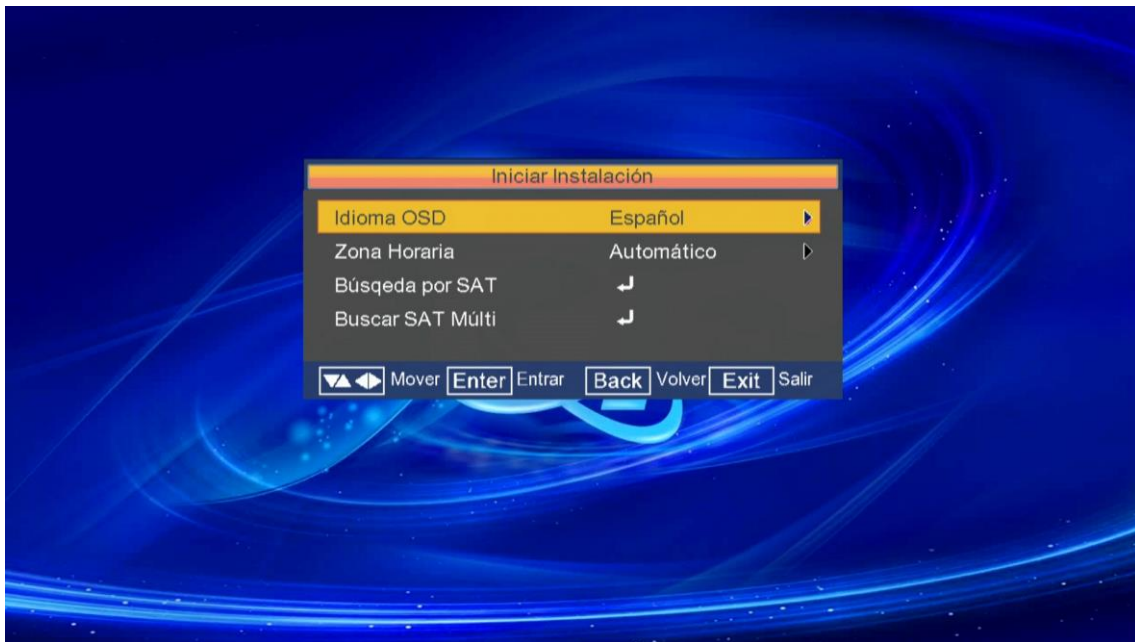 Iniciar Instalación
Idioma OSD Español
Zona Horaria Automático
Búsqeda por SAT
Buscar SAT Múlti
Mover Enter Entrar Back Volver Exit Salir